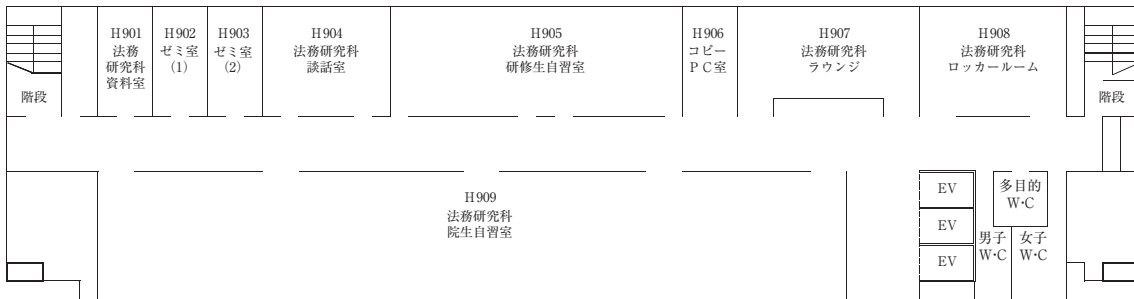 H901
法務
研究科
資料室
H902
ゼミ室
(1)
H903
ゼミ室
(2)
H904
法務研究科
談話室
H905
法務研究科
研修生自習室
H906
コピー
PC室
H907
法務研究科
ラウンジ
H908
法務研究科
ロッカールーム
階段
階段
H909
法務研究科
院生自習室
EV
EV
EV
多目的
W・C
男子
W・C
女子
W・C